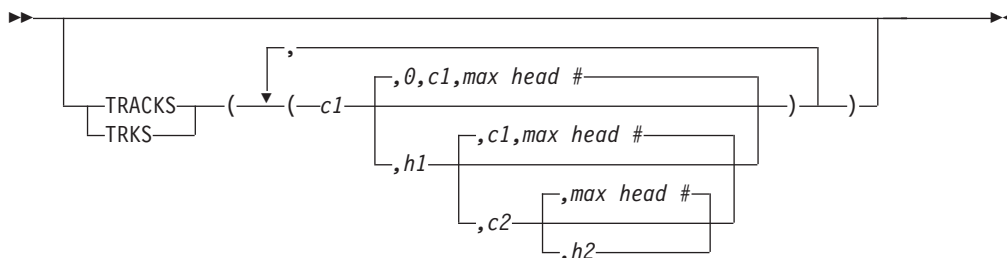 ,
,0,c1,max head #
TRACKS ( ( c1 ) )
TRKS
,c1,max head #
,h1
,max head #
,c2
,h2